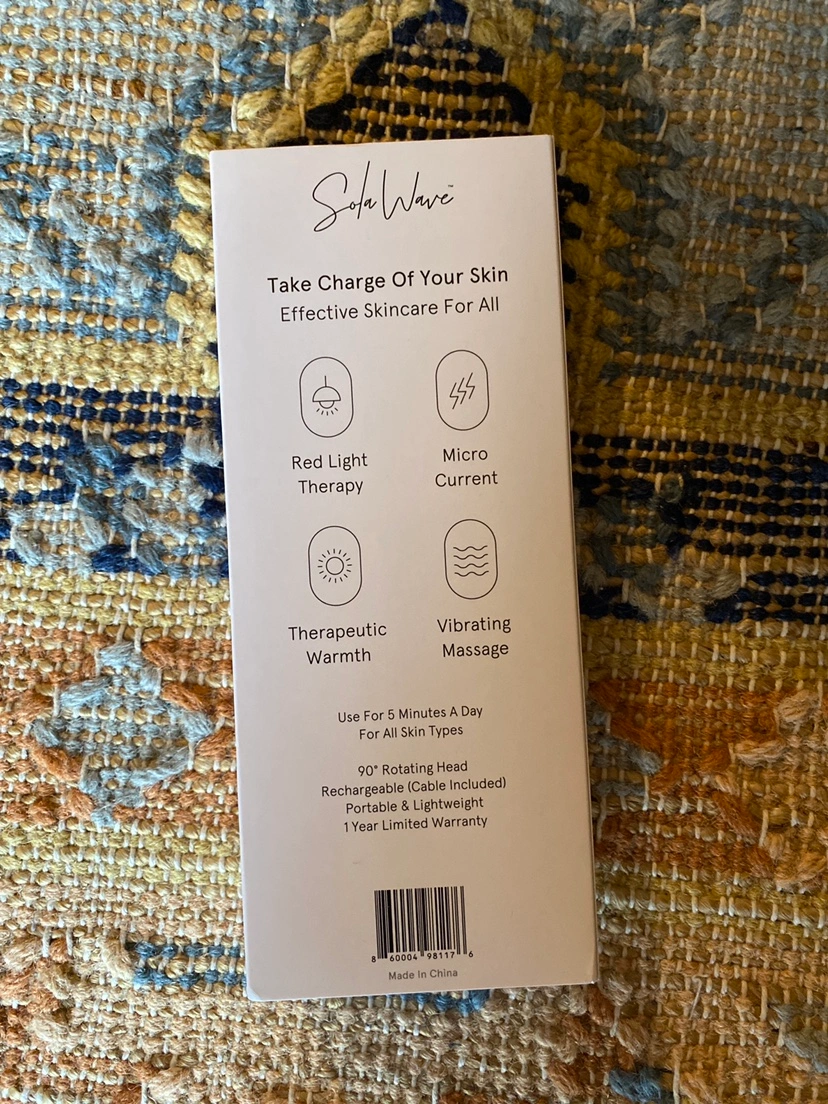 Sola Wave™
Take Charge Of Your Skin
Effective Skincare For All
Red Light
Therapy
Micro
Current
Therapeutic
Warmth
Vibrating
Massage
Use For 5 Minutes A Day
For All Skin Types
90° Rotating Head
Rechargeable (Cable Included)
Portable & Lightweight
1 Year Limited Warranty
8 60004 98117 6
Made In China